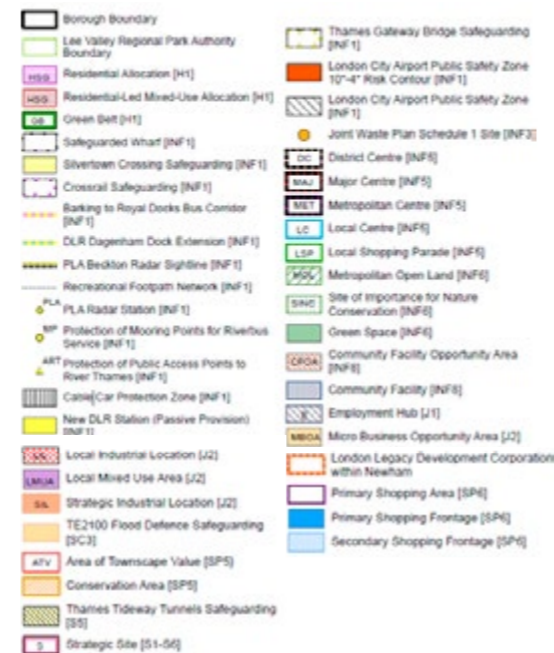 Borough Boundary
Lee Valley Regional Park Authority
Boundary
HSG Residential Allocation [H1]
HSG Residential-Led Mixed-Use Allocation [H1]
GB Green Belt [H1]
Safeguarded Wharf [INF1]
Silvertown Crossing Safeguarding [INF1]
Crossrail Safeguarding [INF1]
Barking to Royal Docks Bus Corridor
[INF1]
DLR Dagenham Dock Extension [INF1]
PLA Beckton Radar Sightline [INF1]
Recreational Footpath Network [INF1]
PLA PLA Radar Station [INF1]
MP Protection of Mooring Points for Riverbus
Service [INF1]
ART Protection of Public Access Points to
River Thames [INF1]
Cable Car Protection Zone [INF1]
New DLR Station (Passive Provision)
[INF1]
Local Industrial Location [J2]
LMUA Local Mixed Use Area [J2]
SIL Strategic Industrial Location [J2]
TE2100 Flood Defence Safeguarding
[SC3]
ATV Area of Townscape Value [SP5]
Conservation Area [SP5]
Thames Tideway Tunnels Safeguarding
[S5]
S Strategic Site [S1-S6]
Thames Gateway Bridge Safeguarding
[INF1]
London City Airport Public Safety Zone
10^-4" Risk Contour [INF1]
London City Airport Public Safety Zone
[INF1]
Joint Waste Plan Schedule 1 Site [INF3]
DC District Centre [INF5]
MAJ Major Centre [INF5]
MET Metropolitan Centre [INF5]
LC Local Centre [INF5]
LSP Local Shopping Parade [INF5]
MOL Metropolitan Open Land [INF6]
SINC Site of Importance for Nature
Conservation [INF6]
Green Space [INF6]
CFOA Community Facility Opportunity Area
[INF8]
Community Facility [INF8]
E Employment Hub [J1]
MBOA Micro Business Opportunity Area [J2]
London Legacy Development Corporation
within Newham
Primary Shopping Area [SP6]
Primary Shopping Frontage [SP6]
Secondary Shopping Frontage [SP6]